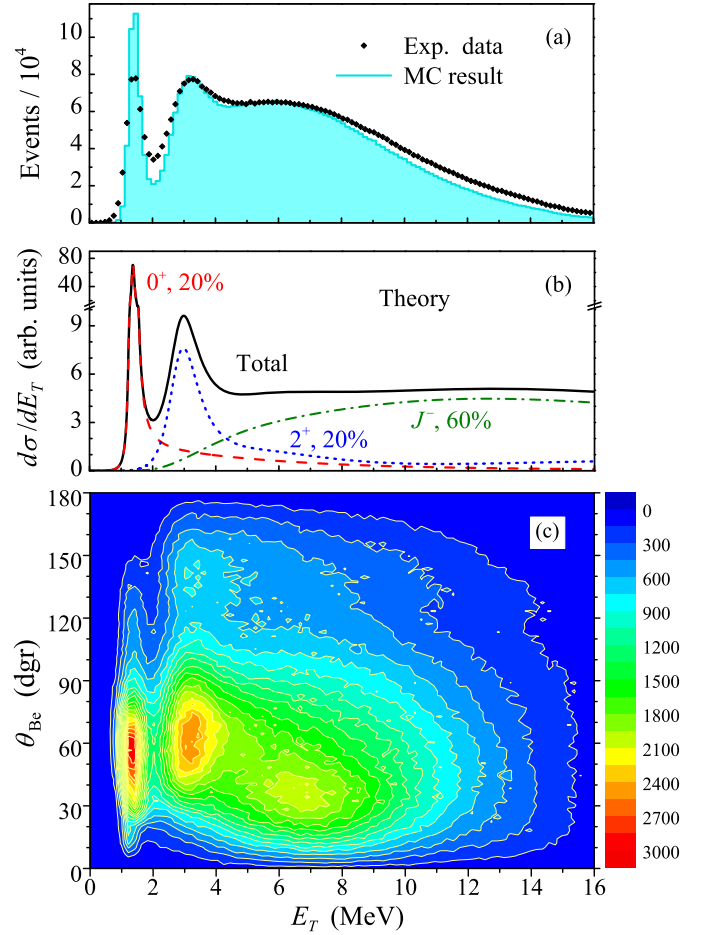 (a)
Exp. data
MC result
Events / 10⁴
10
8
6
4
2
0
(b)
0⁺, 20%
Theory
Total
J⁻, 60%
2⁺, 20%
dσ/dE_T (arb. units)
80
40
9
6
3
0
(c)
θ_Be (dgr)
180
150
120
90
60
30
0
0 2 4 6 8 10 12 14 16
E_T (MeV)
0
300
600
900
1200
1500
1800
2100
2400
2700
3000